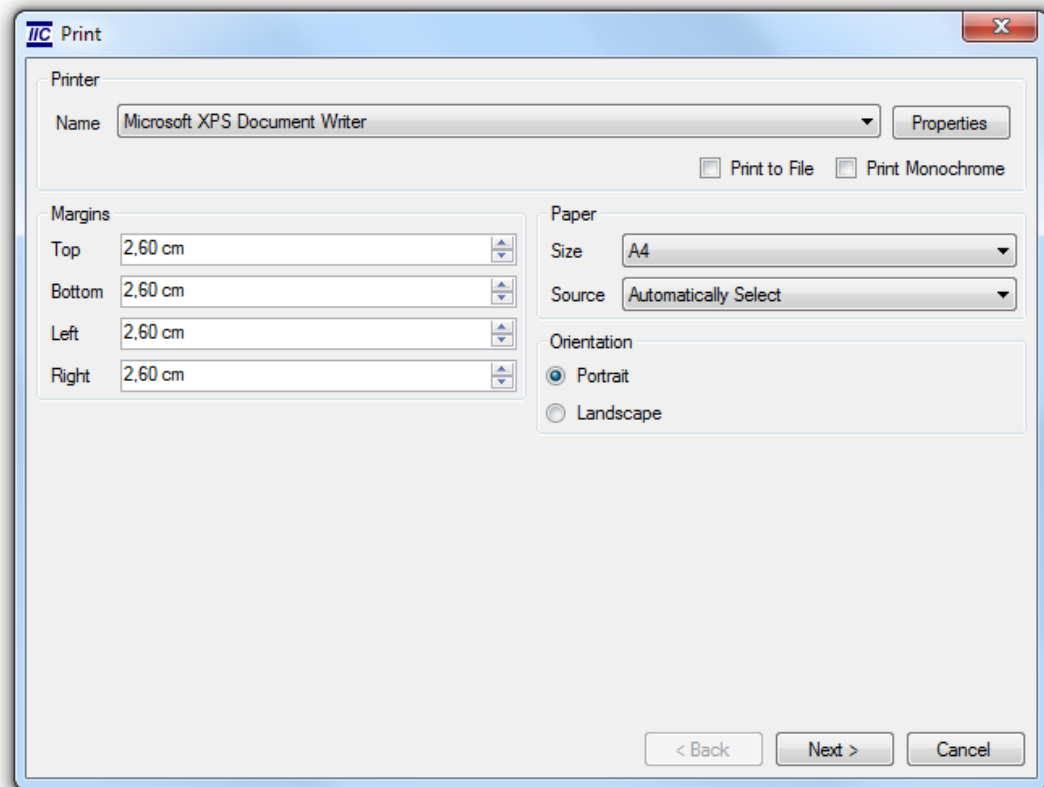 IIC Print
Printer
Name Microsoft XPS Document Writer Properties
Print to File Print Monochrome
Margins
Top 2,60 cm
Bottom 2,60 cm
Left 2,60 cm
Right 2,60 cm
Paper
Size A4
Source Automatically Select
Orientation
Portrait
Landscape
< Back Next > Cancel